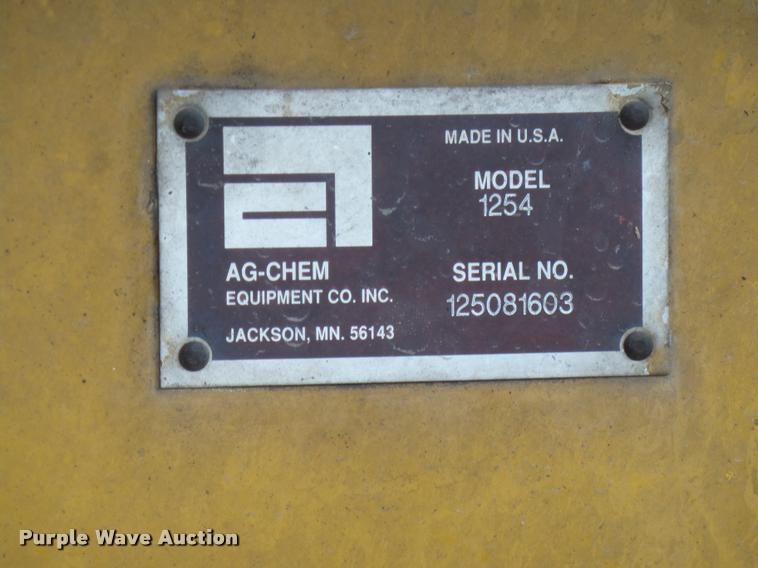 MADE IN U.S.A.
MODEL
1254
AG-CHEM
EQUIPMENT CO. INC.
JACKSON, MN. 56143
SERIAL NO.
125081603
Purple Wave Auction